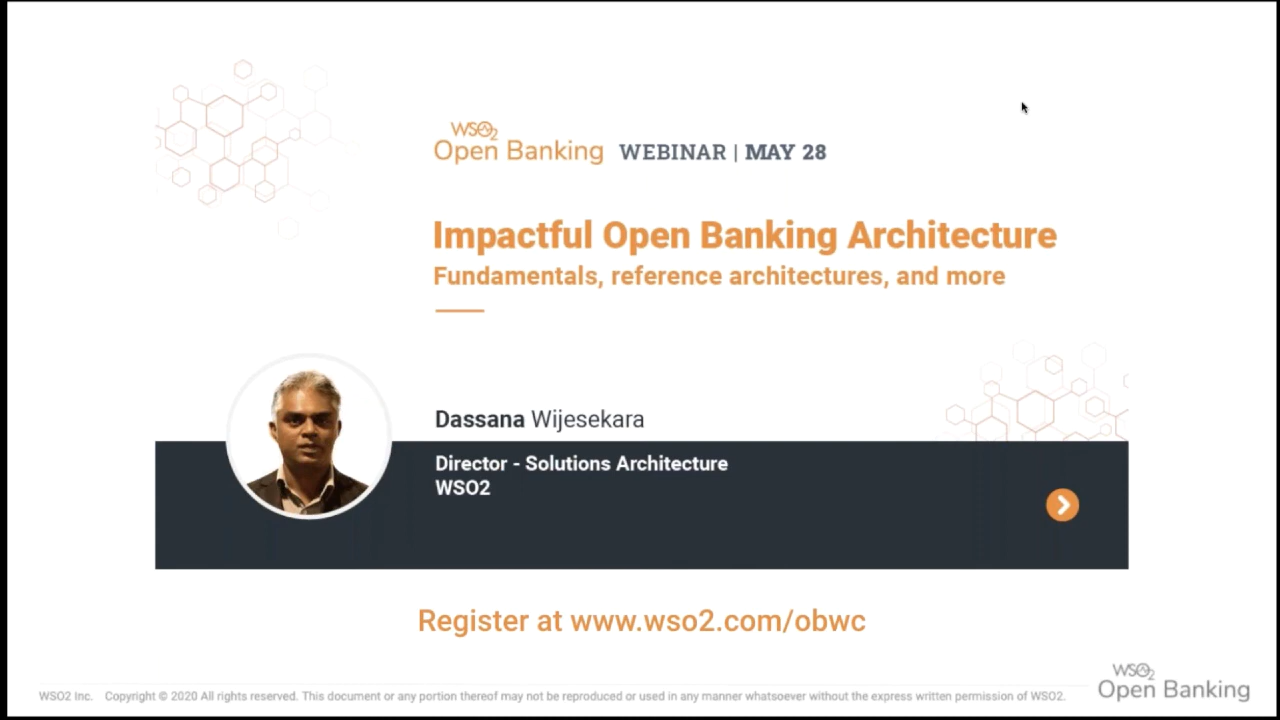 WSO2
Open Banking WEBINAR | MAY 28
Impactful Open Banking Architecture
Fundamentals, reference architectures, and more
Dassana Wijesekara
Director - Solutions Architecture
WSO2
Register at www.wso2.com/obwc
WSO2 Inc. Copyright © 2020 All rights reserved. This document or any portion thereof may not be reproduced or used in any manner whatsoever without the express written permission of WSO2.
WSO2
Open Banking